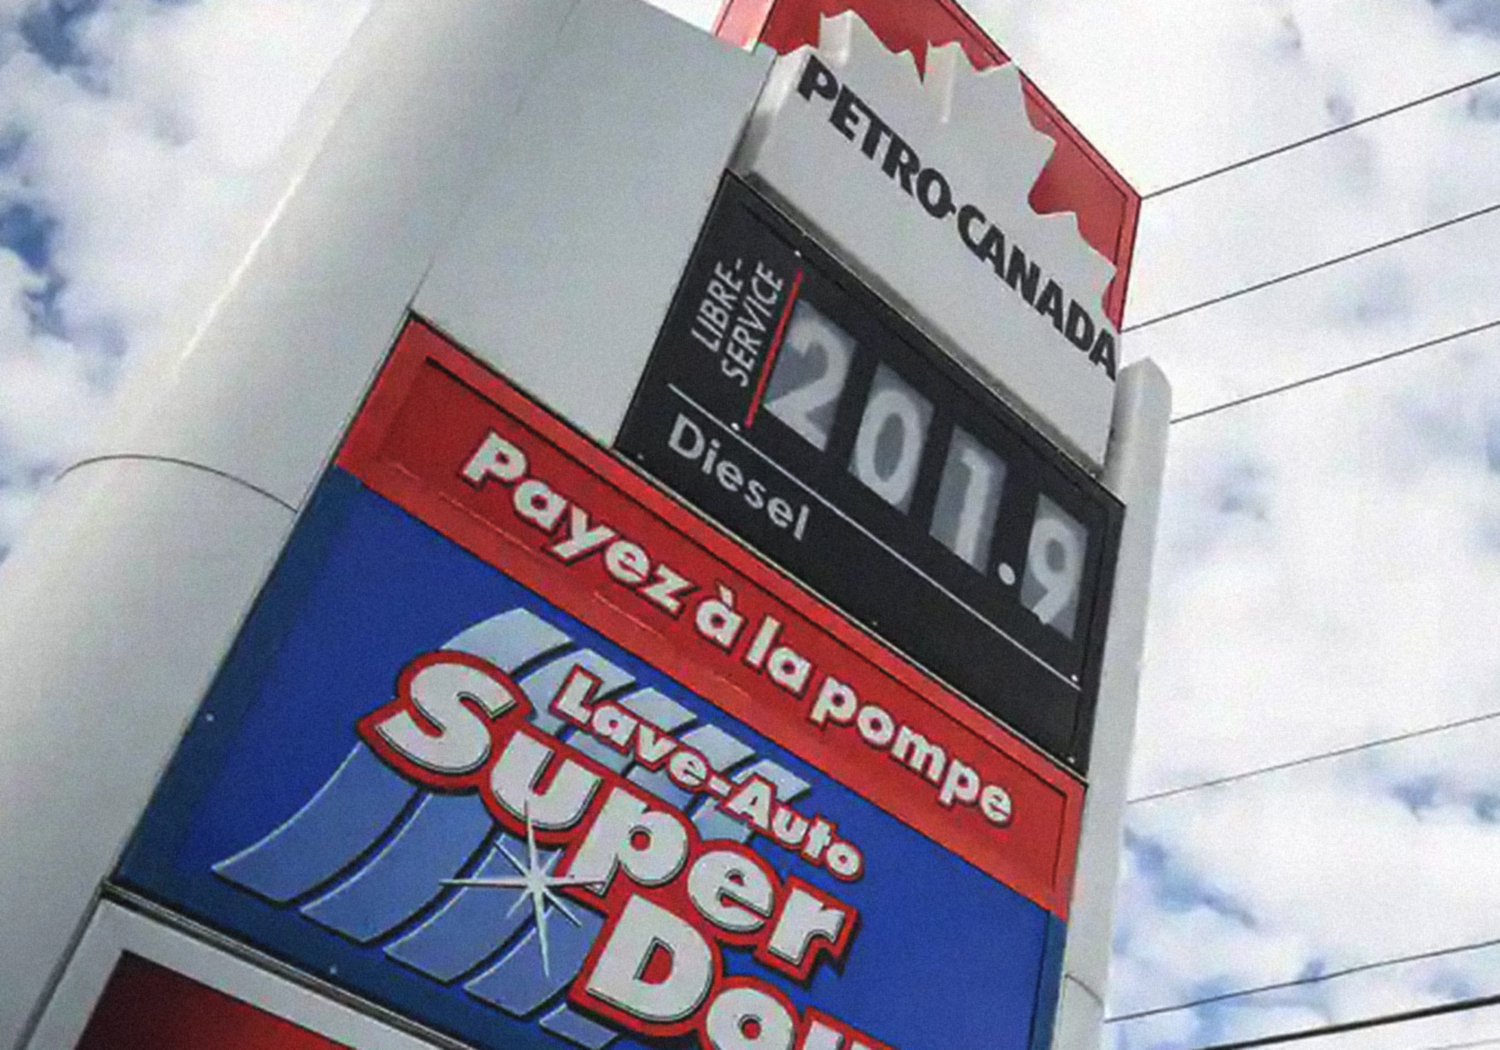 PETRO-CANADA
LIBRE-
SERVICE
201.9
Diesel
Payez à la pompe
Lave-Auto
Super